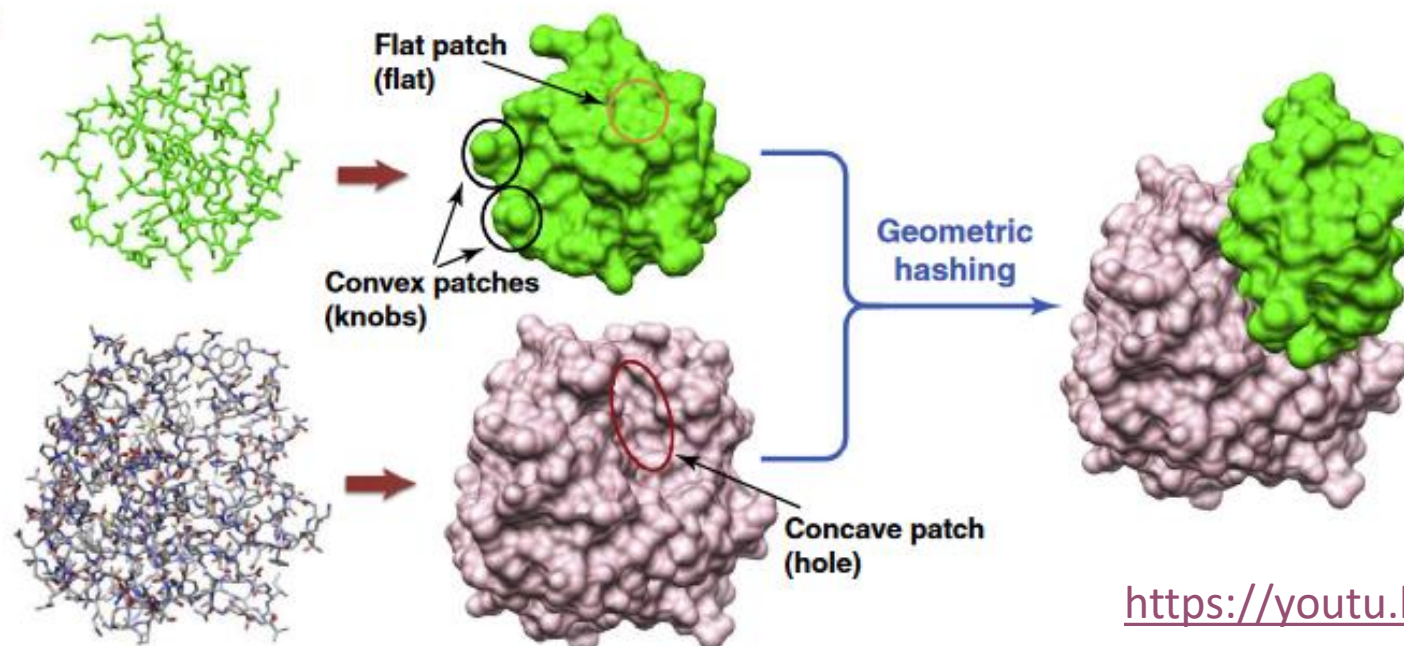 Flat patch
(flat)
Convex patches
(knobs)
Geometric
hashing
Concave patch
(hole)
https://youtu.